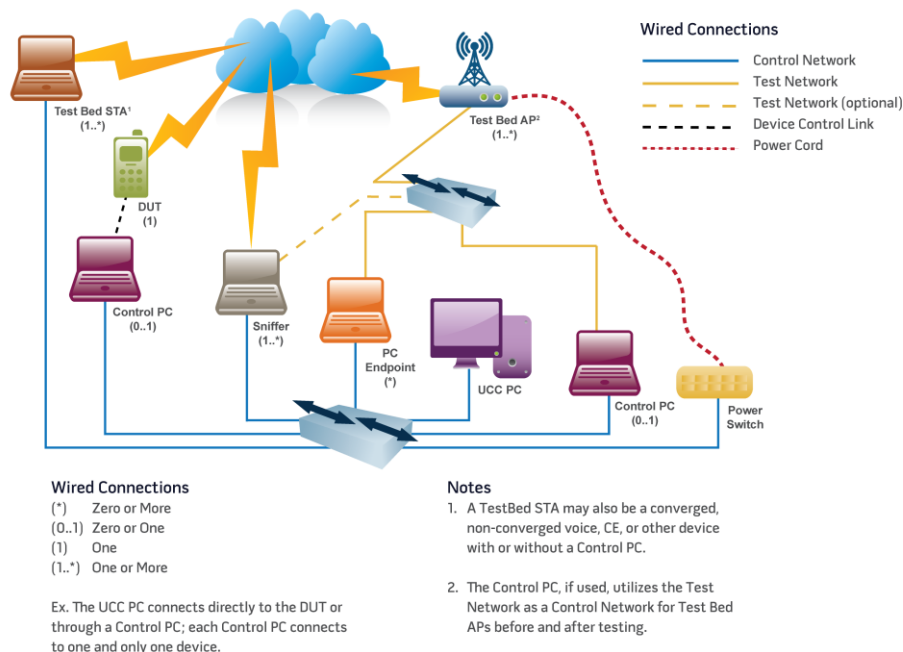 Wired Connections
Control Network
Test Network
Test Network (optional)
Device Control Link
Power Cord
Test Bed STA¹
(1..*)
Test Bed AP²
(1..*)
DUT
(1)
Control PC
(0..1)
Sniffer
(1..*)
PC
Endpoint
(*)
UCC PC
Control PC
(0..1)
Power
Switch
Wired Connections
(*) Zero or More
(0..1) Zero or One
(1) One
(1..*) One or More
Ex. The UCC PC connects directly to the DUT or
through a Control PC; each Control PC connects
to one and only one device.
Notes
1. A TestBed STA may also be a converged,
non-converged voice, CE, or other device
with or without a Control PC.
2. The Control PC, if used, utilizes the Test
Network as a Control Network for Test Bed
APs before and after testing.